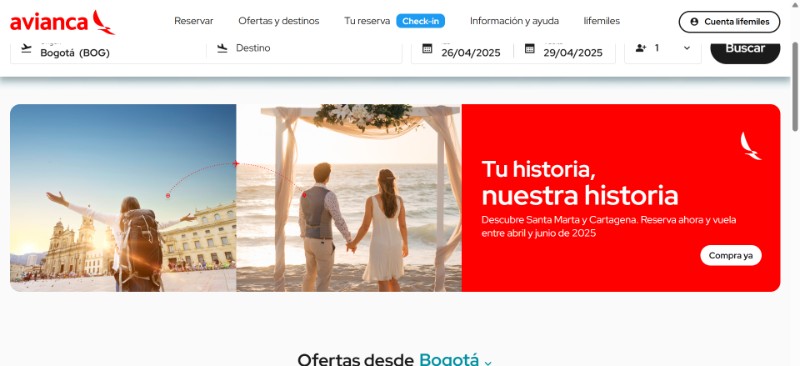 avianca
Reservar
Ofertas y destinos
Tu reserva
Check-in
Información y ayuda
lifemiles
Cuenta lifemiles
Bogotá (BOG)
Destino
26/04/2025
29/04/2025
1
Buscar
Tu historia,
nuestra historia
Descubre Santa Marta y Cartagena. Reserva ahora y vuela
entre abril y junio de 2025
Compra ya
Ofertas desde Bogotá